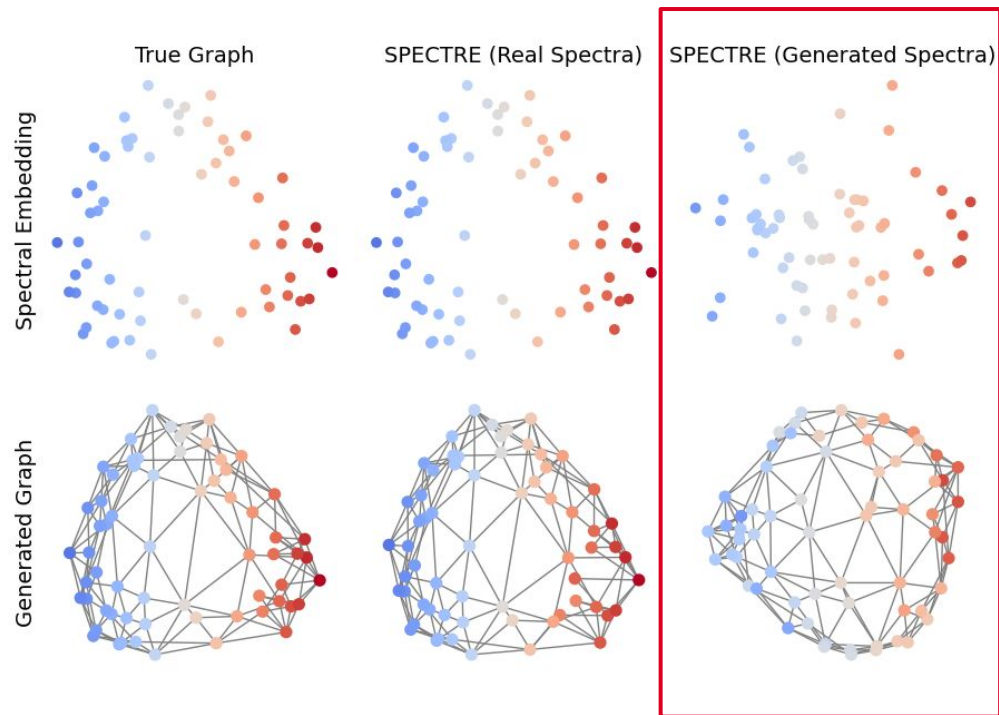 True Graph
SPECTRE (Real Spectra)
SPECTRE (Generated Spectra)
Spectral Embedding
Generated Graph